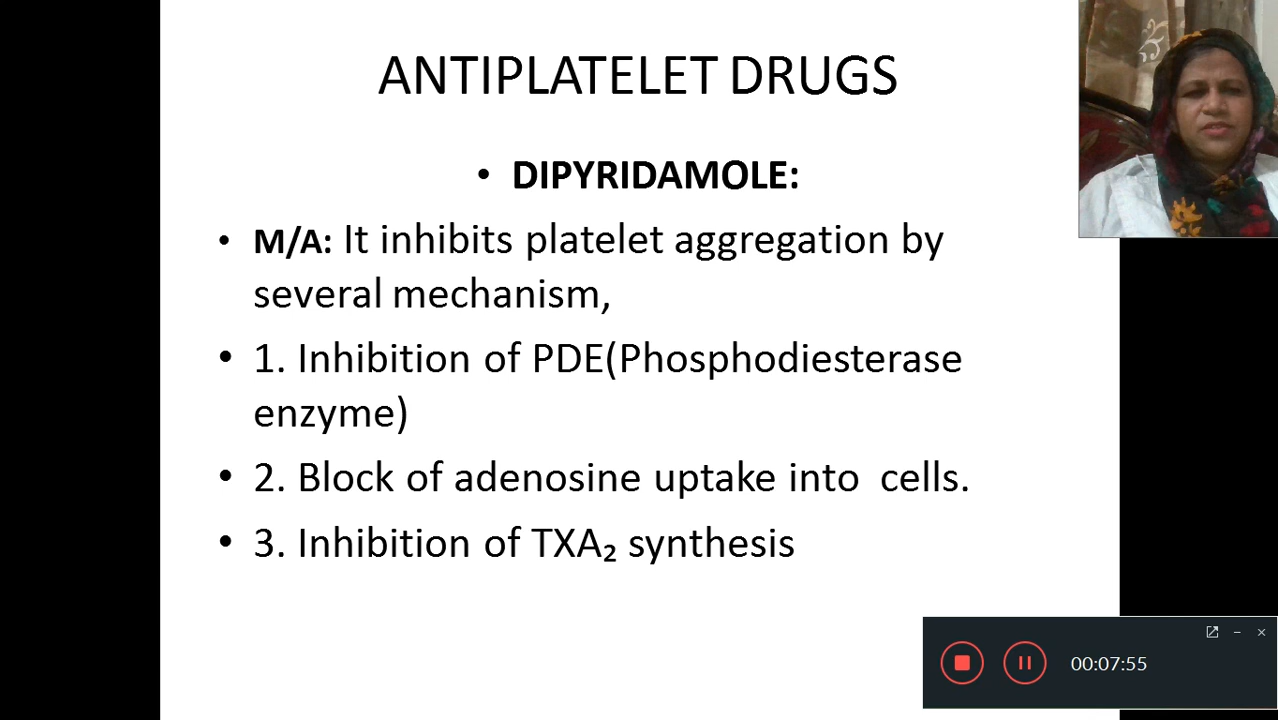 ANTIPLATELET DRUGS
• DIPYRIDAMOLE:
• M/A: It inhibits platelet aggregation by
several mechanism,
• 1. Inhibition of PDE(Phosphodiesterase
enzyme)
• 2. Block of adenosine uptake into cells.
• 3. Inhibition of TXA₂ synthesis
00:07:55